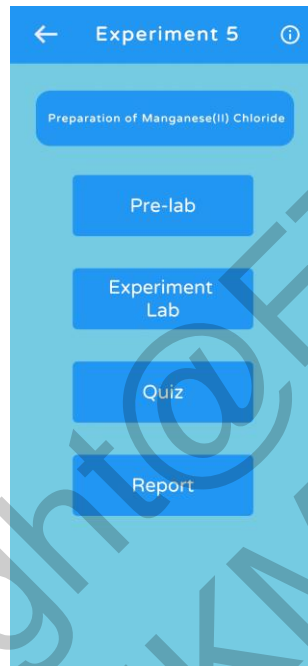 Experiment 5
Preparation of Manganese(II) Chloride
Pre-lab
Experiment
Lab
Quiz
Report